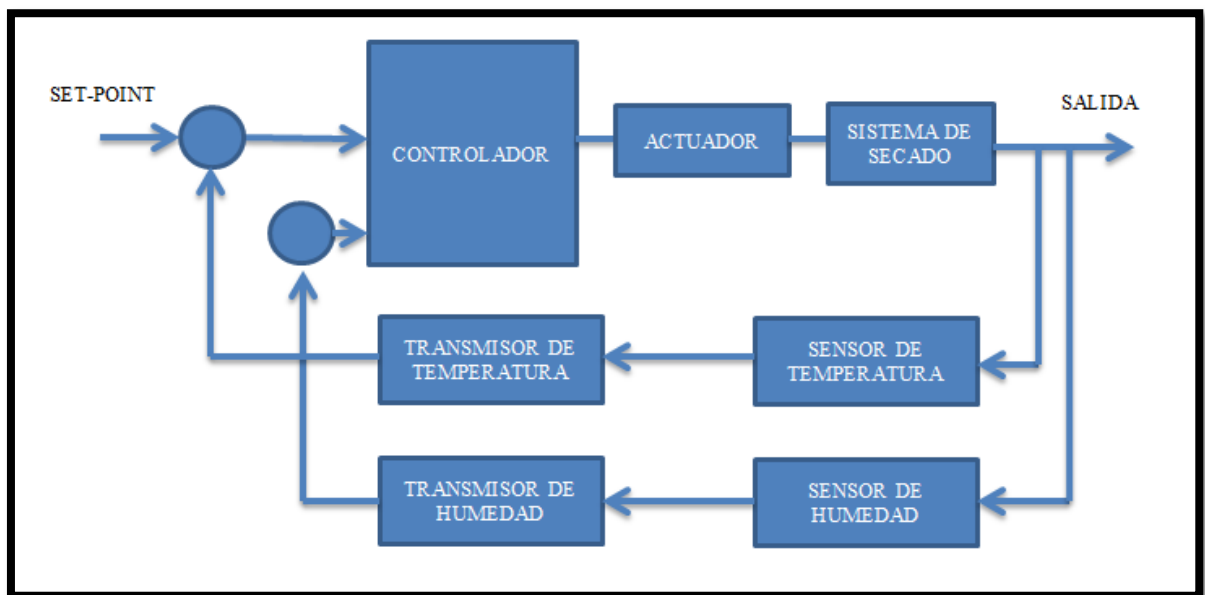 SET-POINT
SALIDA
CONTROLADOR
ACTUADOR
SISTEMA DE
SECADO
TRANSMISOR DE
TEMPERATURA
SENSOR DE
TEMPERATURA
TRANSMISOR DE
HUMEDAD
SENSOR DE
HUMEDAD